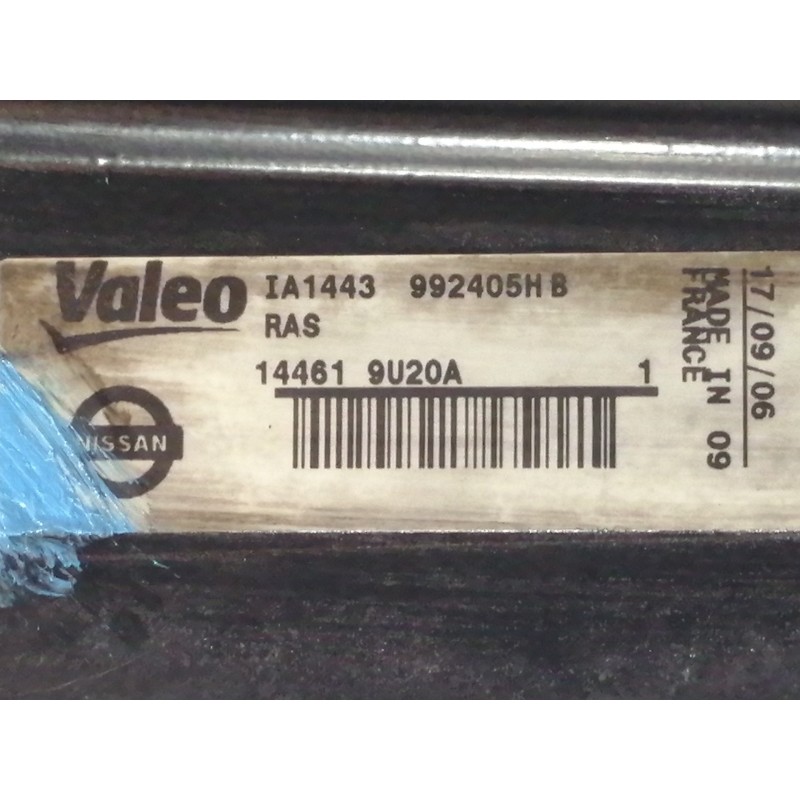 Valeo
IA1443 992405H B
RAS
14461 9U20A 1
NISSAN
MADE IN 09
FRANCE
17/09/06